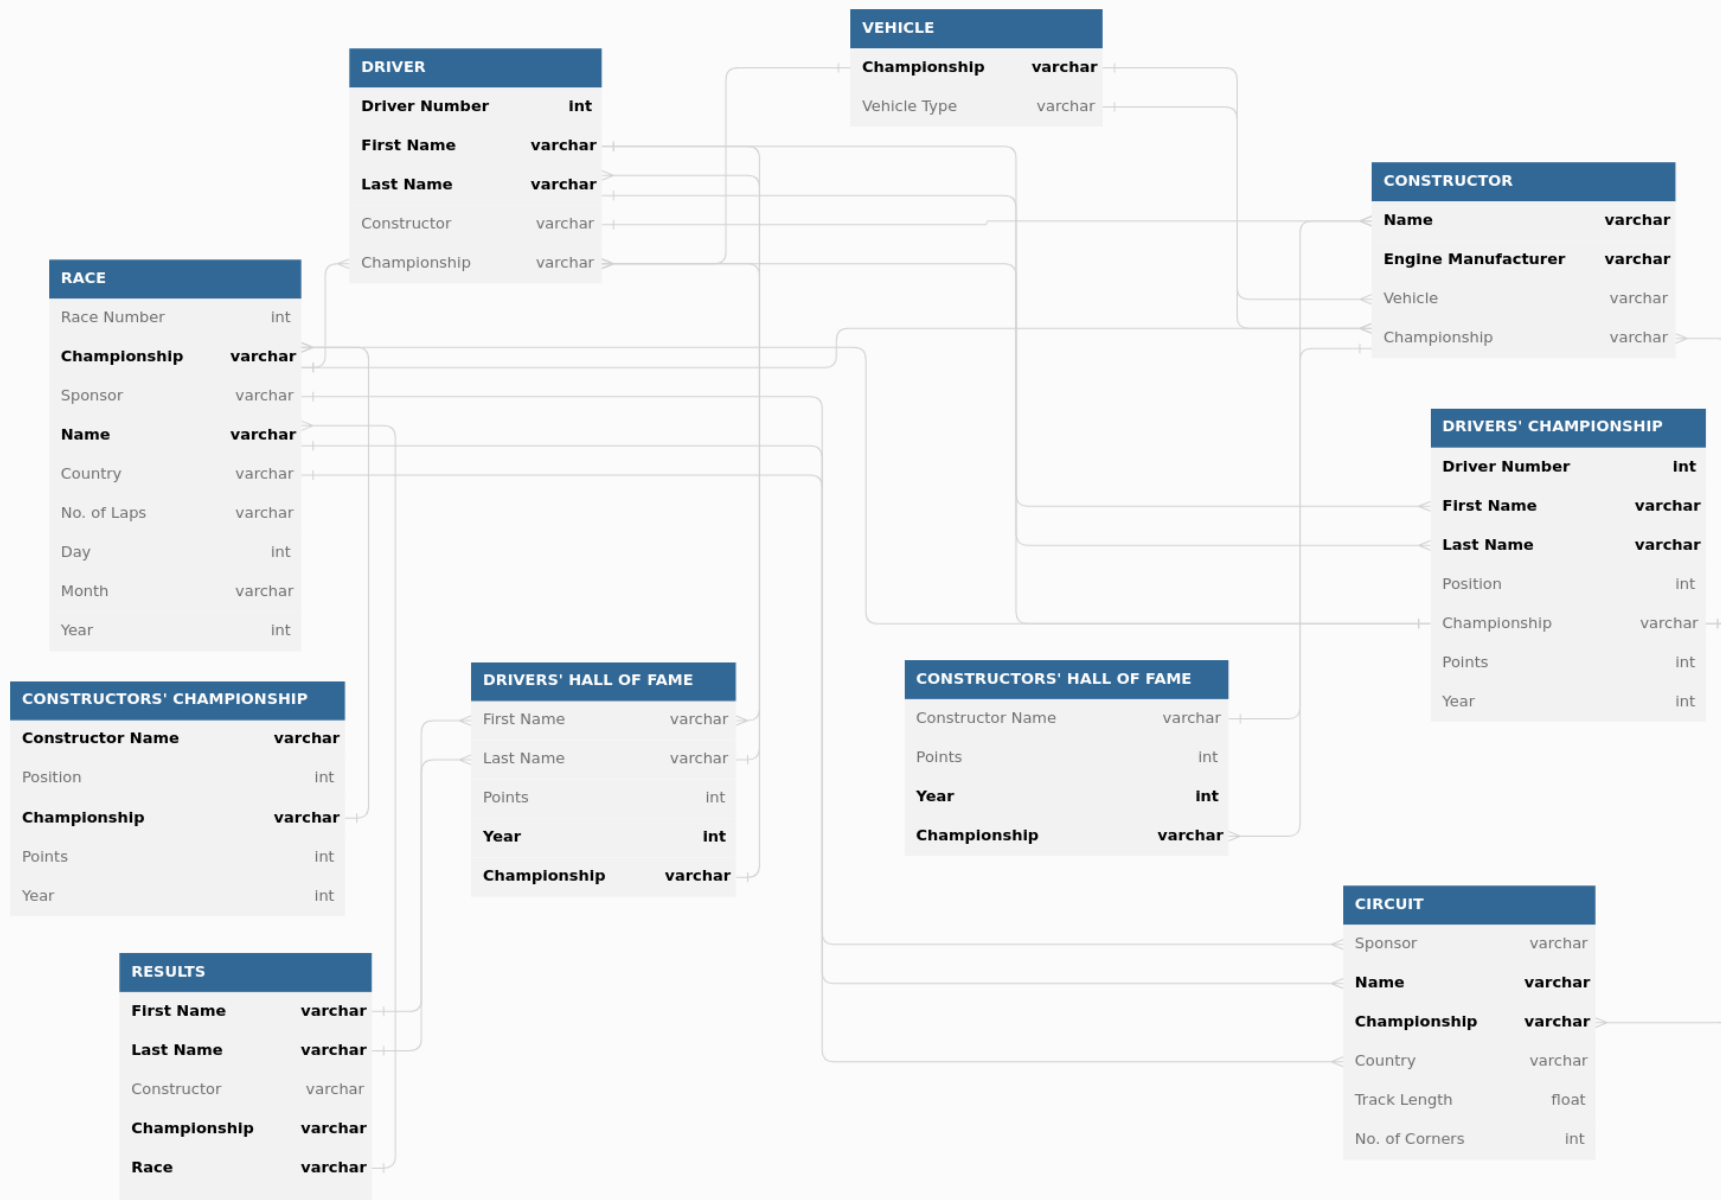 VEHICLE
Championship varchar
Vehicle Type varchar
DRIVER
Driver Number int
First Name varchar
Last Name varchar
Constructor varchar
Championship varchar
CONSTRUCTOR
Name varchar
Engine Manufacturer varchar
Vehicle varchar
Championship varchar
RACE
Race Number int
Championship varchar
Sponsor varchar
Name varchar
Country varchar
No. of Laps varchar
Day int
Month varchar
Year int
DRIVERS' CHAMPIONSHIP
Driver Number int
First Name varchar
Last Name varchar
Position int
Championship varchar
Points int
Year int
CONSTRUCTORS' CHAMPIONSHIP
Constructor Name varchar
Position int
Championship varchar
Points int
Year int
DRIVERS' HALL OF FAME
First Name varchar
Last Name varchar
Points int
Year int
Championship varchar
CONSTRUCTORS' HALL OF FAME
Constructor Name varchar
Points int
Year int
Championship varchar
CIRCUIT
Sponsor varchar
Name varchar
Championship varchar
Country varchar
Track Length float
No. of Corners int
RESULTS
First Name varchar
Last Name varchar
Constructor varchar
Championship varchar
Race varchar